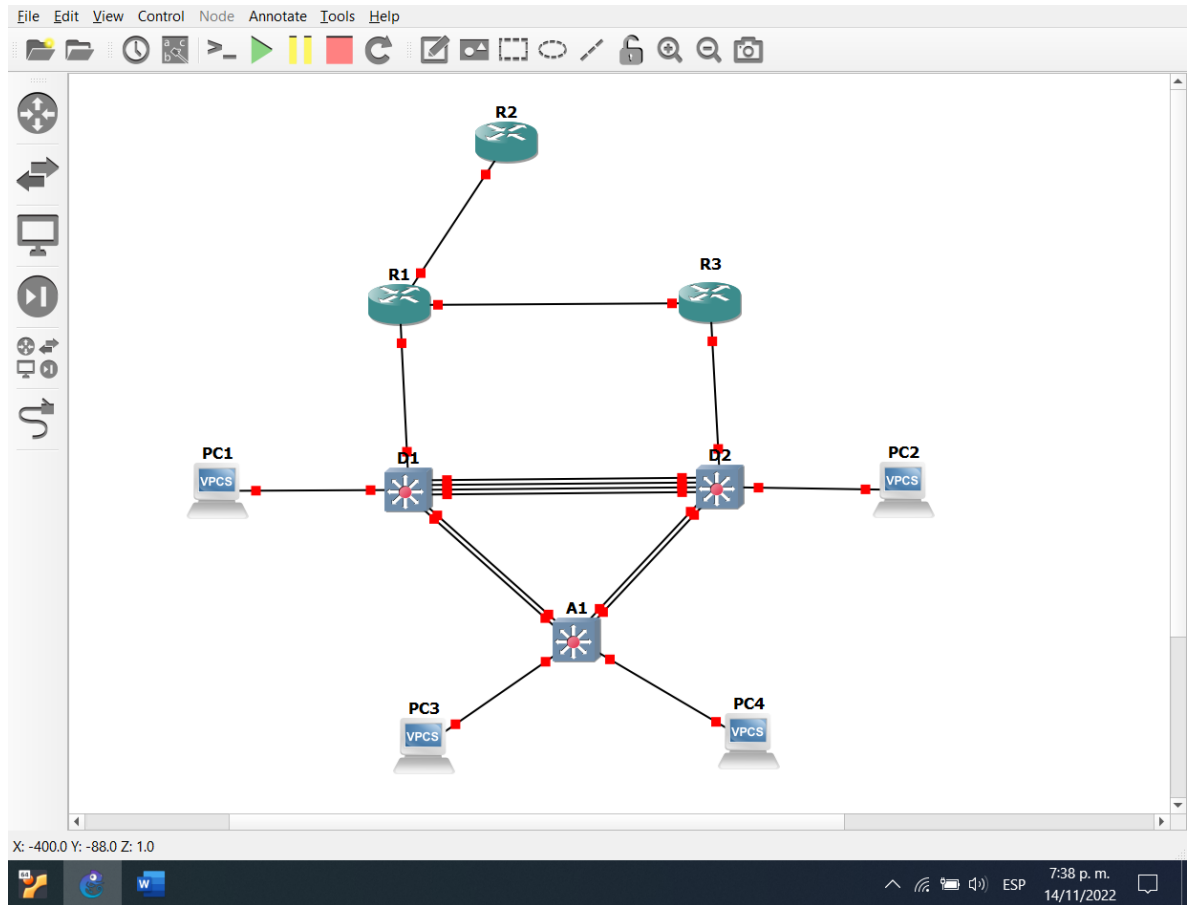 File Edit View Control Node Annotate Tools Help
R2
R1
R3
PC1
VPCS
D1
D2
PC2
VPCS
A1
PC3
VPCS
PC4
VPCS
X: -400.0 Y: -88.0 Z: 1.0
ESP
7:38 p. m.
14/11/2022